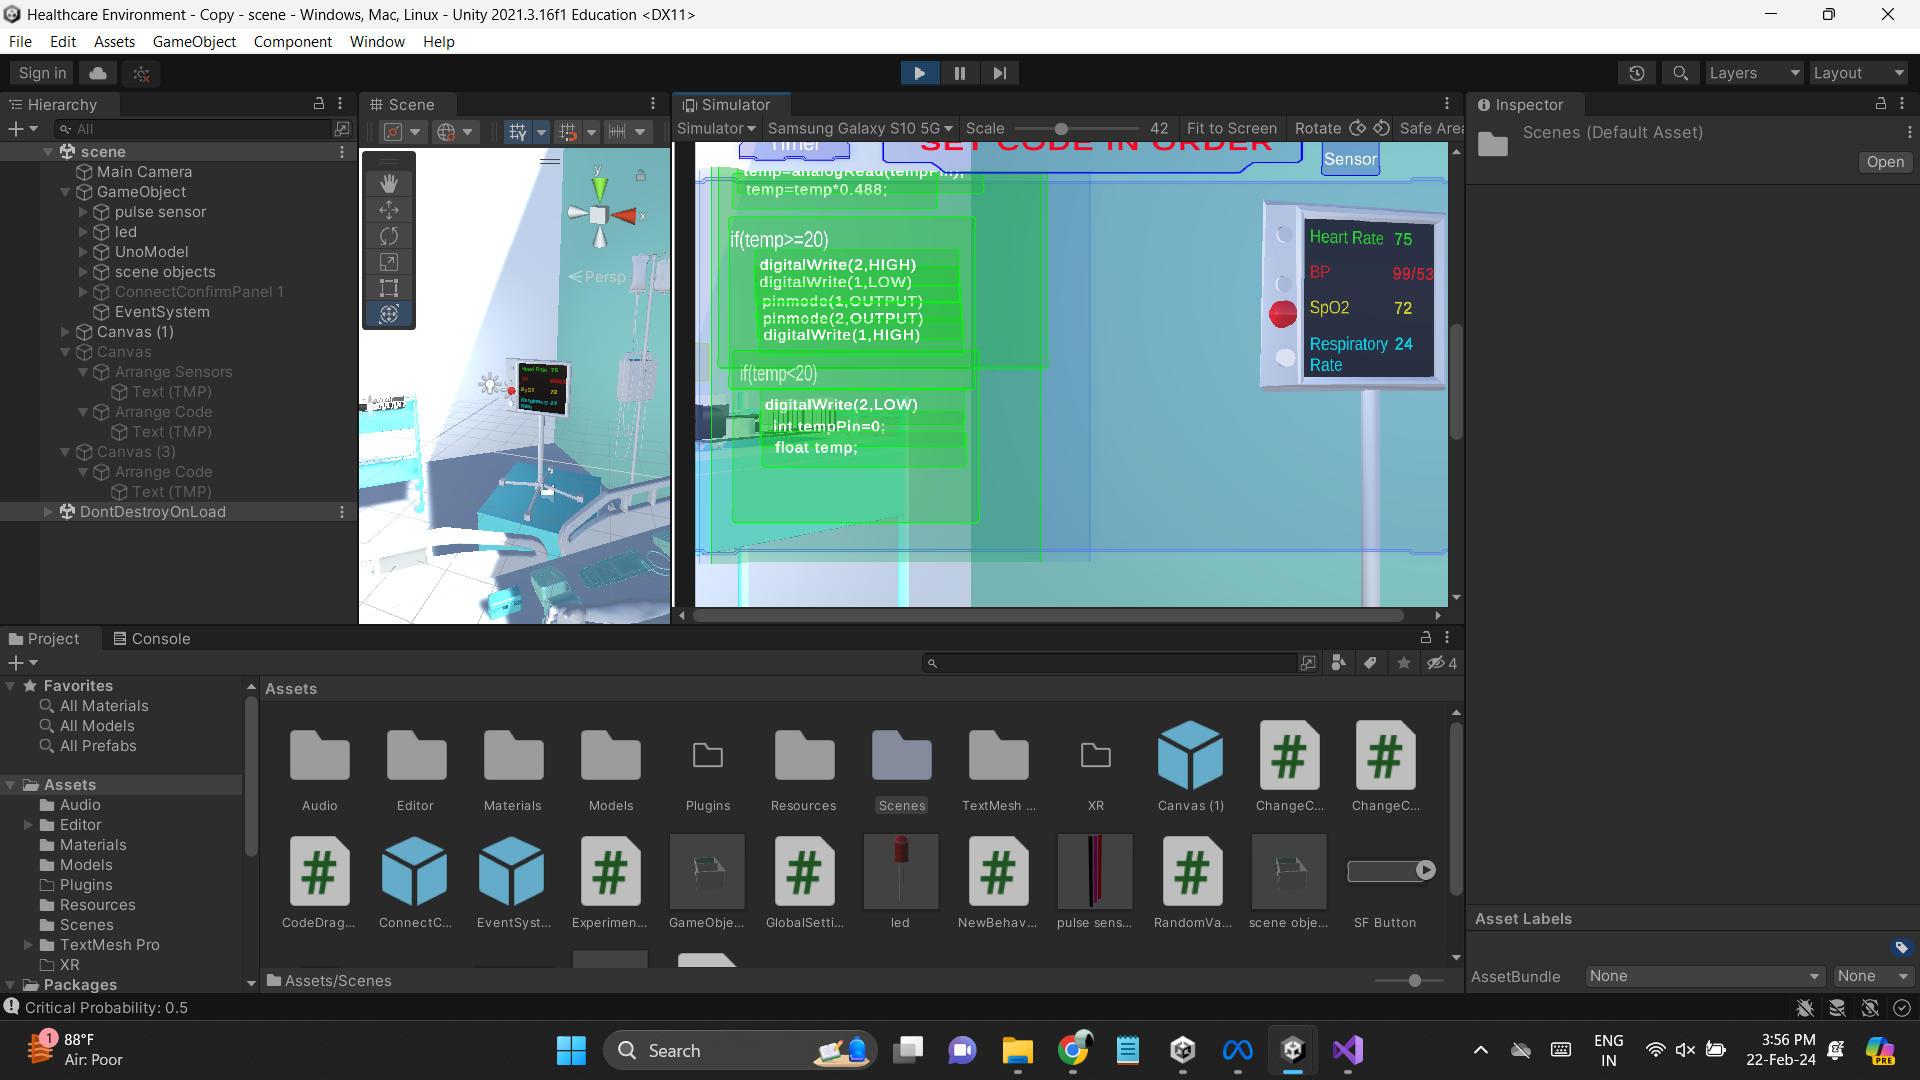 Healthcare Environment - Copy - scene - Windows, Mac, Linux - Unity 2021.3.16f1 Education <DX11>
File Edit Assets GameObject Component Window Help
Sign in
Layers
Layout
Hierarchy
All
scene
Main Camera
GameObject
pulse sensor
led
UnoModel
scene objects
ConnectConfirmPanel 1
EventSystem
Canvas (1)
Canvas
Arrange Sensors
Text (TMP)
Arrange Code
Text (TMP)
Canvas (3)
Arrange Code
Text (TMP)
DontDestroyOnLoad
Scene
y
x
Persp
Simulator
Simulator Samsung Galaxy S10 5G Scale 42 Fit to Screen Rotate Safe Area
Timer
SET CODE IN ORDER
Sensor
temp=analogRead(tempPin);
temp=temp*0.488;
if(temp>=20)
digitalWrite(2,HIGH)
digitalWrite(1,LOW)
pinmode(1,OUTPUT)
pinmode(2,OUTPUT)
digitalWrite(1,HIGH)
if(temp<20)
digitalWrite(2,LOW)
int tempPin=0;
float temp;
Heart Rate 75
BP 99/53
SpO2 72
Respiratory 24
Rate
Inspector
Scenes (Default Asset)
Open
Asset Labels
AssetBundle None None
Project Console
4
Favorites
All Materials
All Models
All Prefabs
Assets
Audio
Editor
Materials
Models
Plugins
Resources
Scenes
TextMesh Pro
XR
Packages
Assets
Audio Editor Materials Models Plugins Resources Scenes TextMesh ... XR Canvas (1) ChangeC... ChangeC...
CodeDrag... ConnectC... EventSyst... Experimen... GameObje... GlobalSetti... led NewBehav... pulse sens... RandomVa... scene obje... SF Button
Assets/Scenes
Critical Probability: 0.5
1
88°F
Air: Poor
Search
ENG
IN
3:56 PM
22-Feb-24
PRE